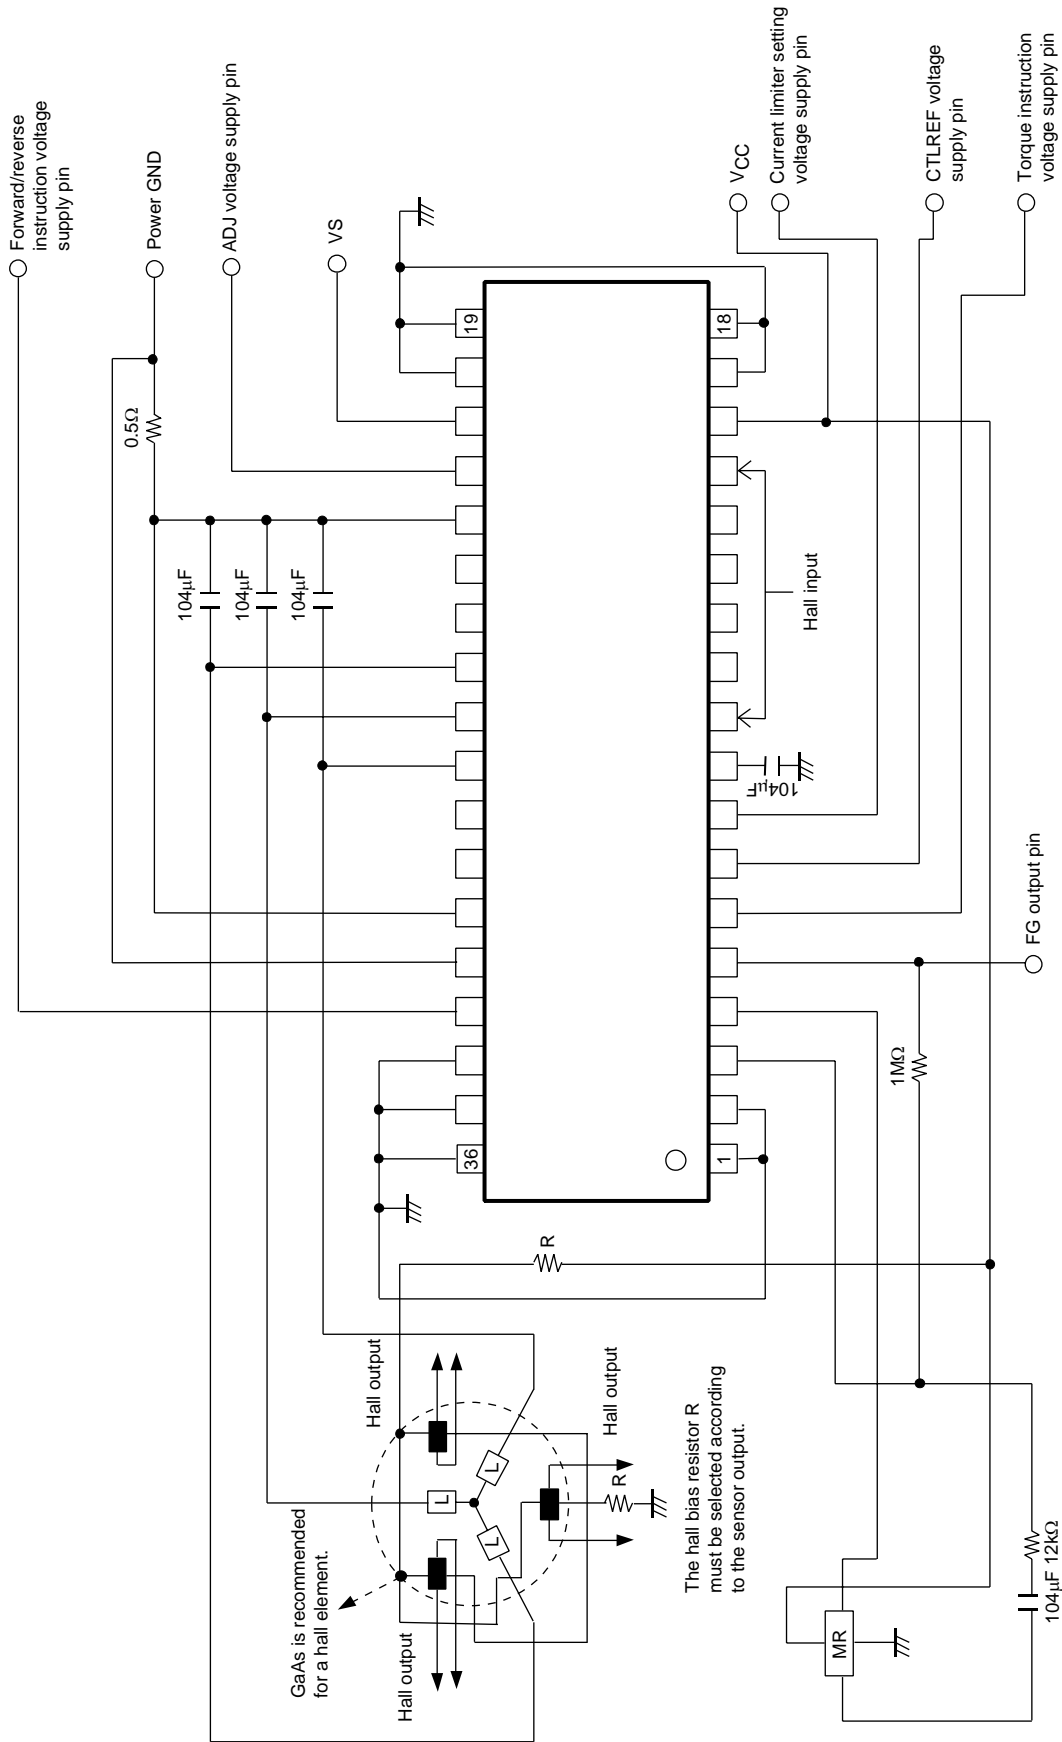 Forward/reverse
instruction voltage
supply pin
Power GND
ADJ voltage supply pin
VS
0.5Ω
104μF
104μF
104μF
19
18
36
1
VCC
Current limiter setting
voltage supply pin
CTLREF voltage
supply pin
Torque instruction
voltage supply pin
Hall input
104μF
FG output pin
1MΩ
R
Hall output
Hall output
Hall output
L
L
L
R
GaAs is recommended
for a hall element.
The hall bias resistor R
must be selected according
to the sensor output.
MR
104μF 12kΩ